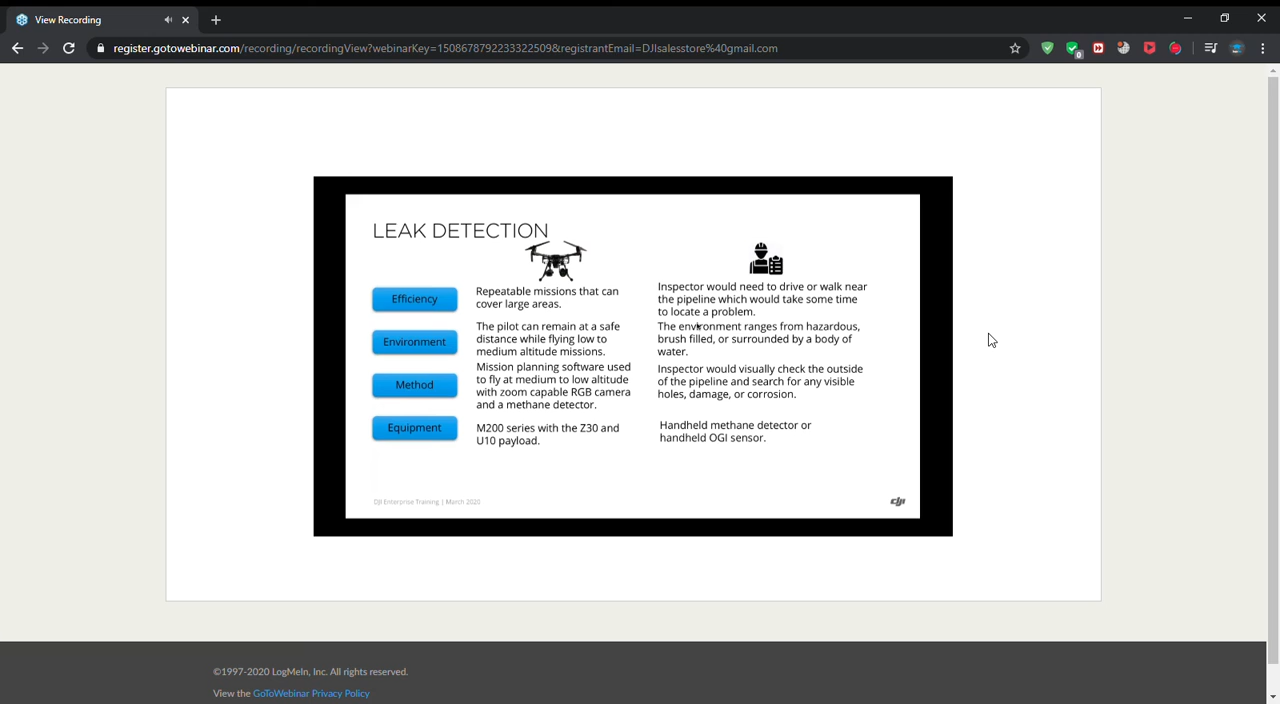 View Recording
register.gotowebinar.com/recording/recordingView?webinarKey=1508678792233322509&registrantEmail=DJIsalesstore%40gmail.com
0
LEAK DETECTION
Efficiency
Repeatable missions that can
cover large areas.
Inspector would need to drive or walk near
the pipeline which would take some time
to locate a problem.
Environment
The pilot can remain at a safe
distance while flying low to
medium altitude missions.
The environment ranges from hazardous,
brush filled, or surrounded by a body of
water.
Method
Mission planning software used
to fly at medium to low altitude
with zoom capable RGB camera
and a methane detector.
Inspector would visually check the outside
of the pipeline and search for any visible
holes, damage, or corrosion.
Equipment
M200 series with the Z30 and
U10 payload.
Handheld methane detector or
handheld OGI sensor.
DJI Enterprise Training | March 2020
dji
©1997-2020 LogMeIn, Inc. All rights reserved.
View the GoToWebinar Privacy Policy